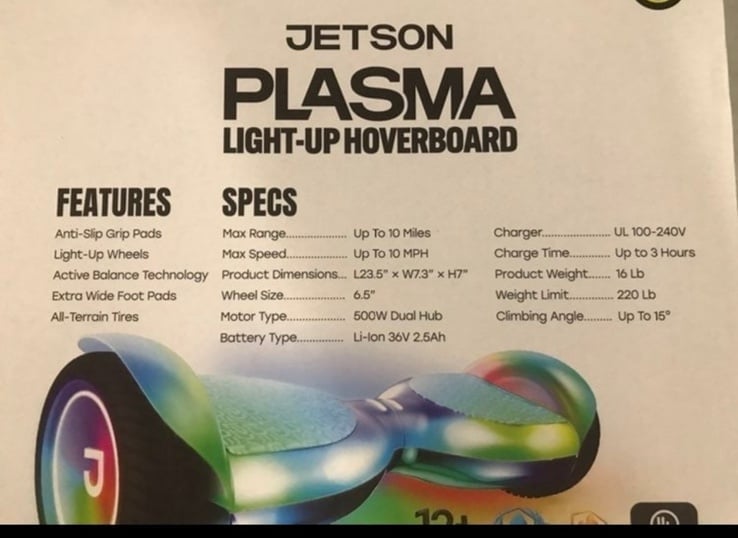 JETSON
PLASMA
LIGHT-UP HOVERBOARD
FEATURES
Anti-Slip Grip Pads
Light-Up Wheels
Active Balance Technology
Extra Wide Foot Pads
All-Terrain Tires
SPECS
Max Range.................. Up To 10 Miles
Max Speed.................. Up To 10 MPH
Product Dimensions... L23.5" × W7.3" × H7"
Wheel Size.................. 6.5"
Motor Type................. 500W Dual Hub
Battery Type.............. Li-Ion 36V 2.5Ah
Charger.................... UL 100-240V
Charge Time............. Up to 3 Hours
Product Weight....... 16 Lb
Weight Limit............. 220 Lb
Climbing Angle......... Up To 15°
J
12+